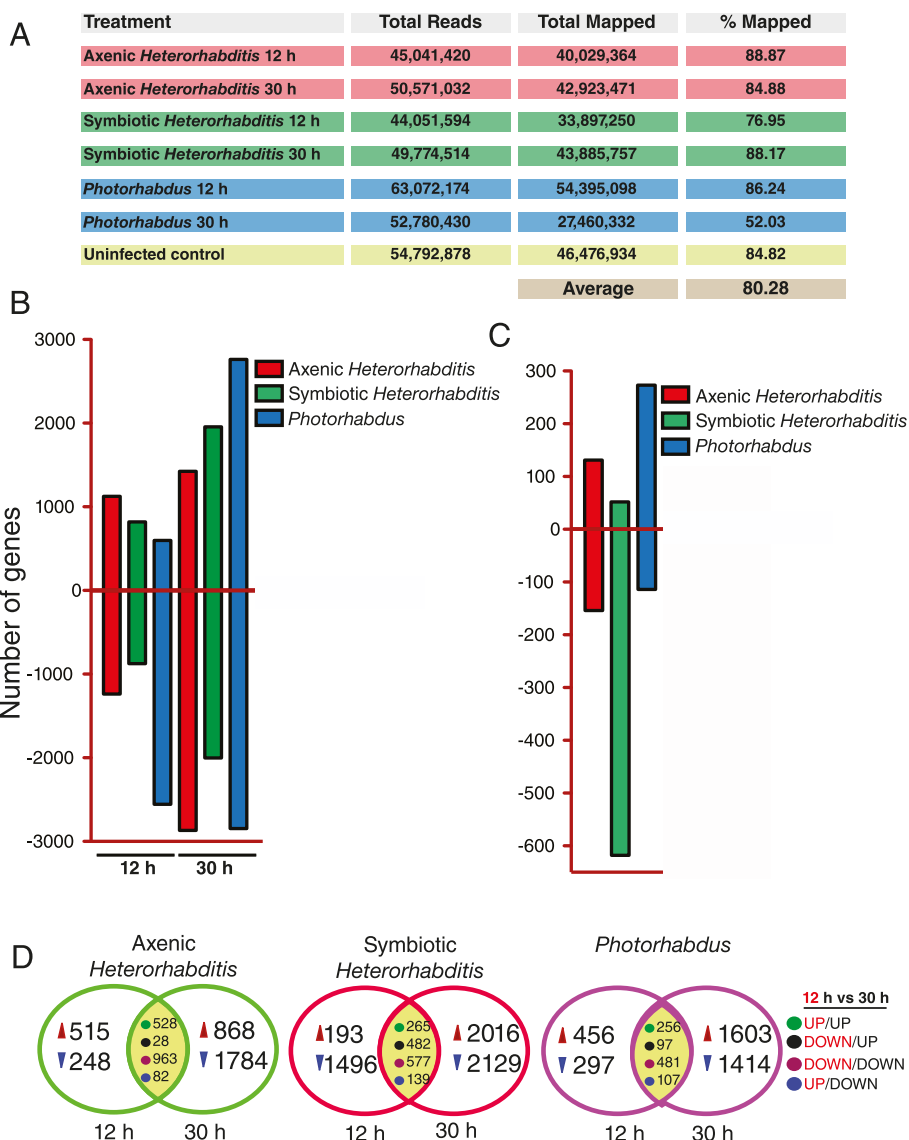 A
Treatment Total Reads Total Mapped % Mapped
Axenic Heterorhabditis 12 h 45,041,420 40,029,364 88.87
Axenic Heterorhabditis 30 h 50,571,032 42,923,471 84.88
Symbiotic Heterorhabditis 12 h 44,051,594 33,897,250 76.95
Symbiotic Heterorhabditis 30 h 49,774,514 43,885,757 88.17
Photorhabdus 12 h 63,072,174 54,395,098 86.24
Photorhabdus 30 h 52,780,430 27,460,332 52.03
Uninfected control 54,792,878 46,476,934 84.82
Average 80.28
B
Number of genes
3000
2000
1000
0
-1000
-2000
-3000
Axenic Heterorhabditis
Symbiotic Heterorhabditis
Photorhabdus
12 h 30 h
C
300
200
100
0
-100
-200
-300
-400
-500
-600
Axenic Heterorhabditis
Symbiotic Heterorhabditis
Photorhabdus
D
Axenic
Heterorhabditis
515
248
528
28
963
82
868
1784
12 h 30 h
Symbiotic
Heterorhabditis
193
1496
265
482
577
139
2016
2129
12 h 30 h
Photorhabdus
456
297
256
97
481
107
1603
1414
12 h 30 h
12 h vs 30 h
UP/UP
DOWN/UP
DOWN/DOWN
UP/DOWN